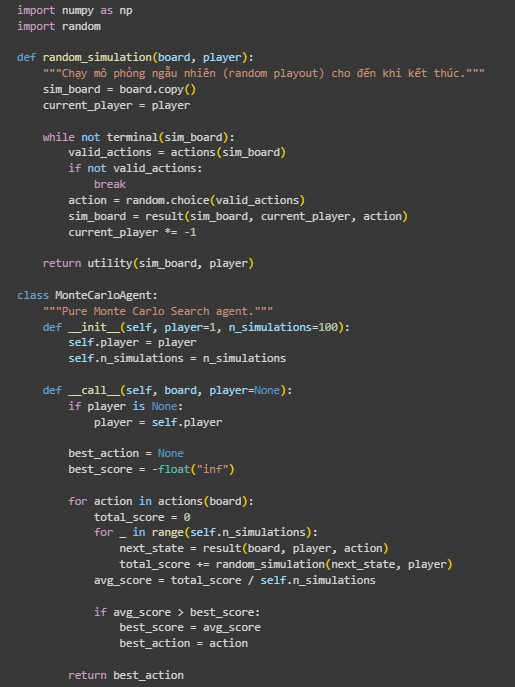 import numpy as np
import random
def random_simulation(board, player):
"""Chạy mô phỏng ngẫu nhiên (random playout) cho đến khi kết thúc."""
sim_board = board.copy()
current_player = player
while not terminal(sim_board):
valid_actions = actions(sim_board)
if not valid_actions:
break
action = random.choice(valid_actions)
sim_board = result(sim_board, current_player, action)
current_player *= -1
return utility(sim_board, player)
class MonteCarloAgent:
"""Pure Monte Carlo Search agent."""
def __init__(self, player=1, n_simulations=100):
self.player = player
self.n_simulations = n_simulations
def __call__(self, board, player=None):
if player is None:
player = self.player
best_action = None
best_score = -float("inf")
for action in actions(board):
total_score = 0
for _ in range(self.n_simulations):
next_state = result(board, player, action)
total_score += random_simulation(next_state, player)
avg_score = total_score / self.n_simulations
if avg_score > best_score:
best_score = avg_score
best_action = action
return best_action